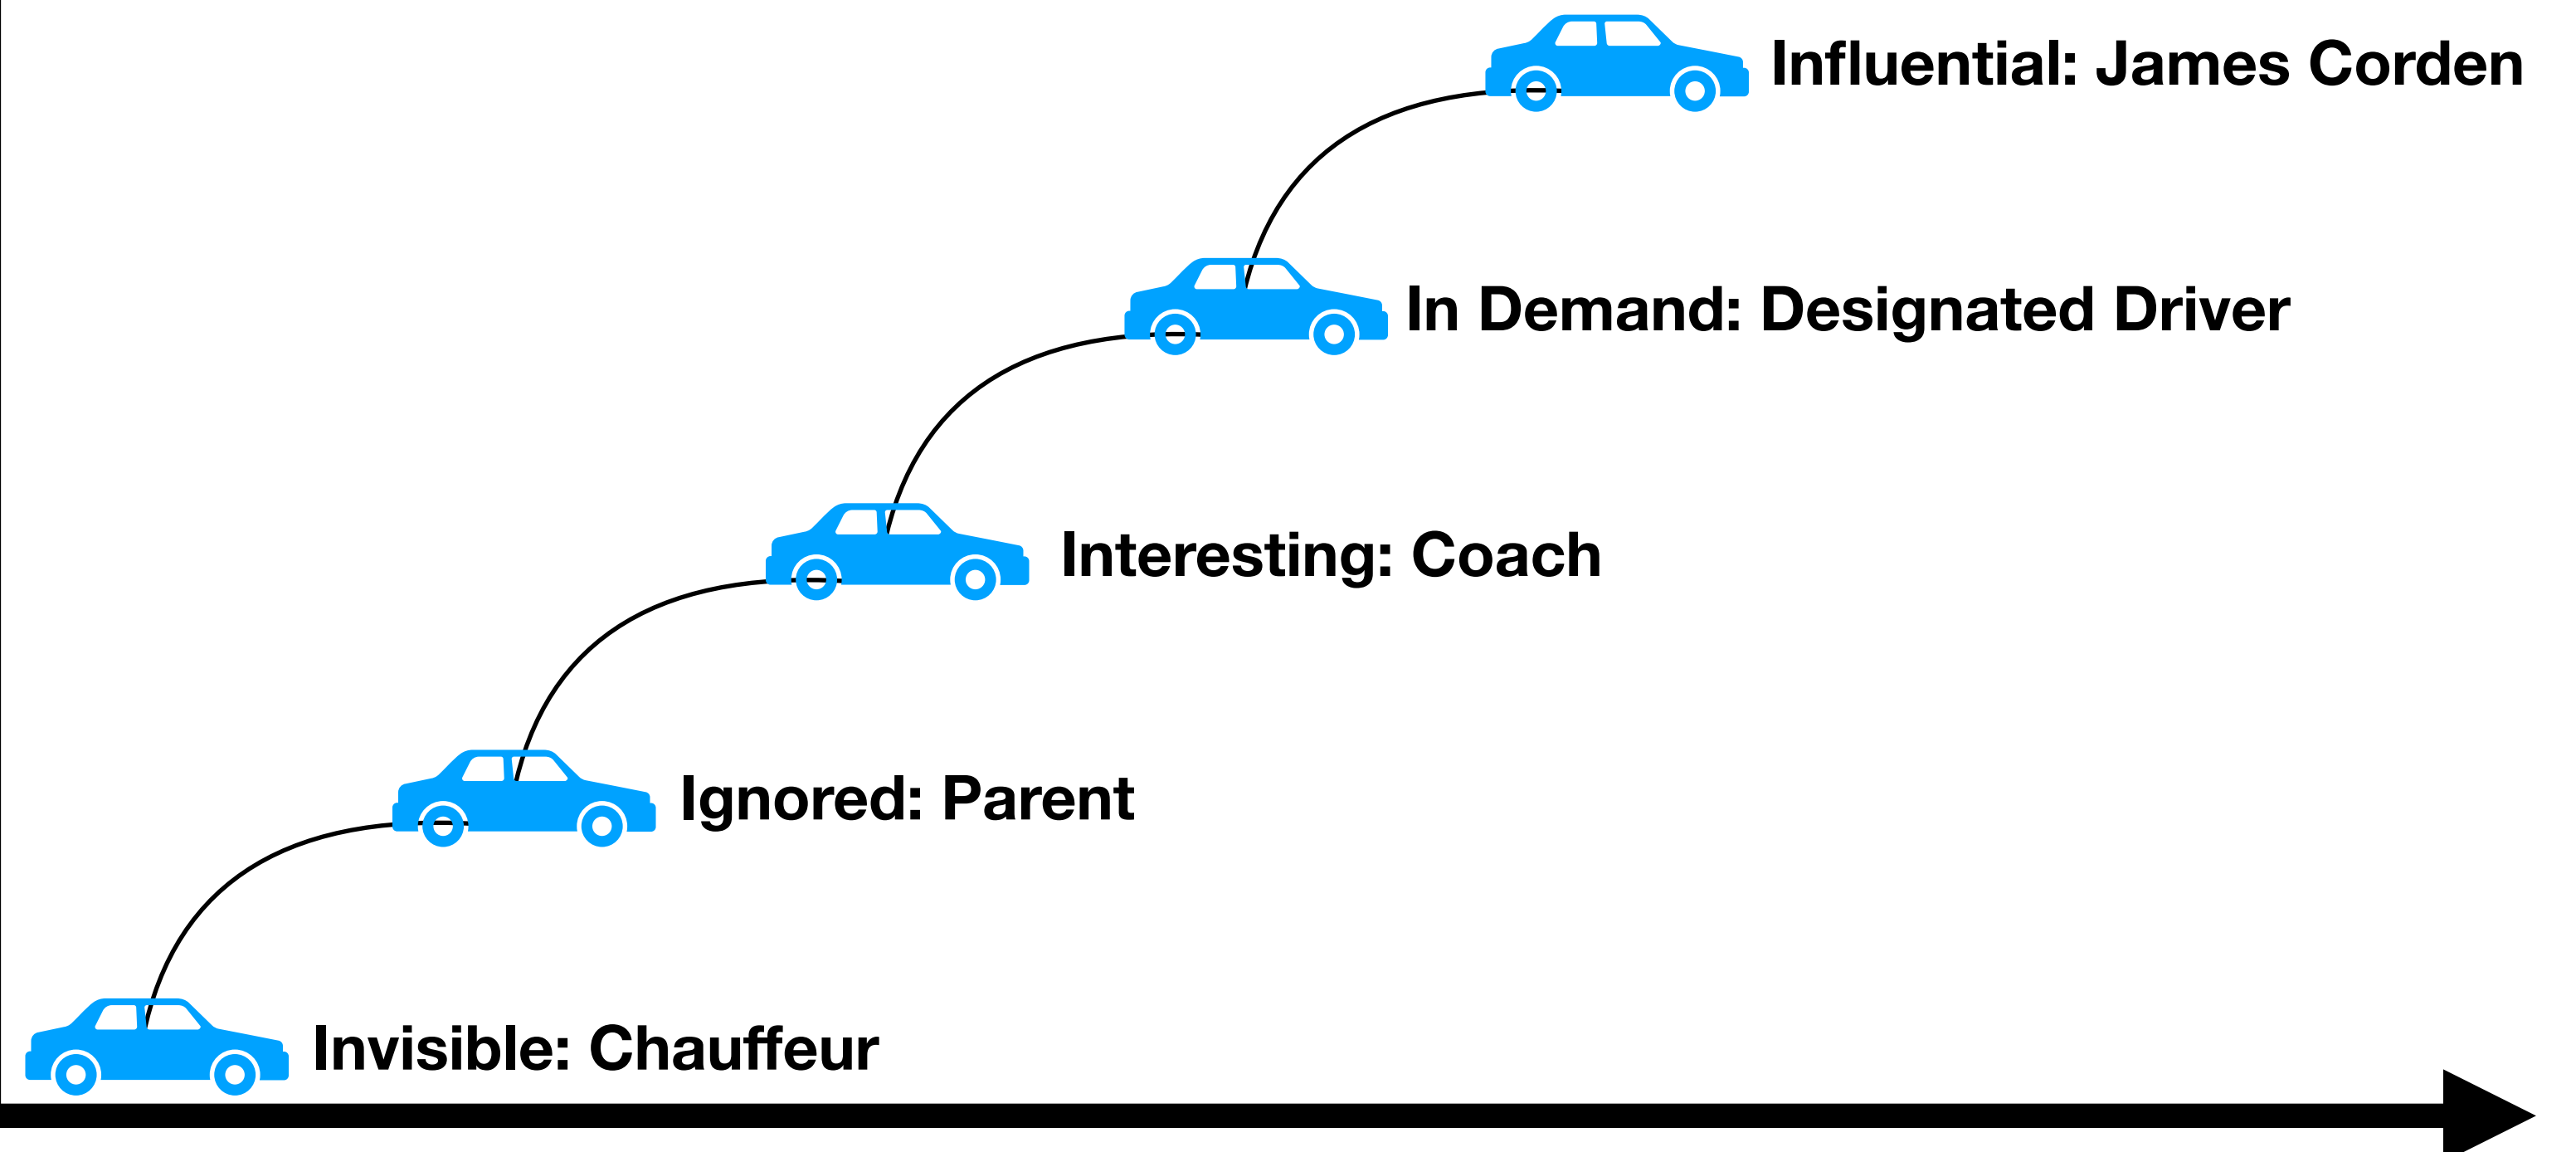 Influential: James Corden
In Demand: Designated Driver
Interesting: Coach
Ignored: Parent
Invisible: Chauffeur